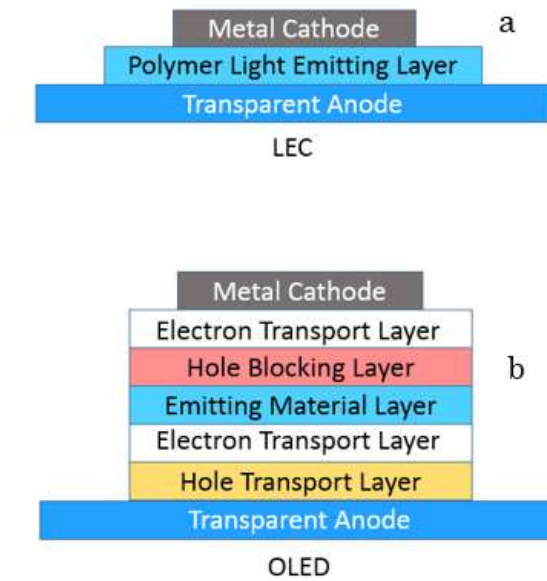 a
Metal Cathode
Polymer Light Emitting Layer
Transparent Anode
LEC
Metal Cathode
Electron Transport Layer
Hole Blocking Layer
b
Emitting Material Layer
Electron Transport Layer
Hole Transport Layer
Transparent Anode
OLED